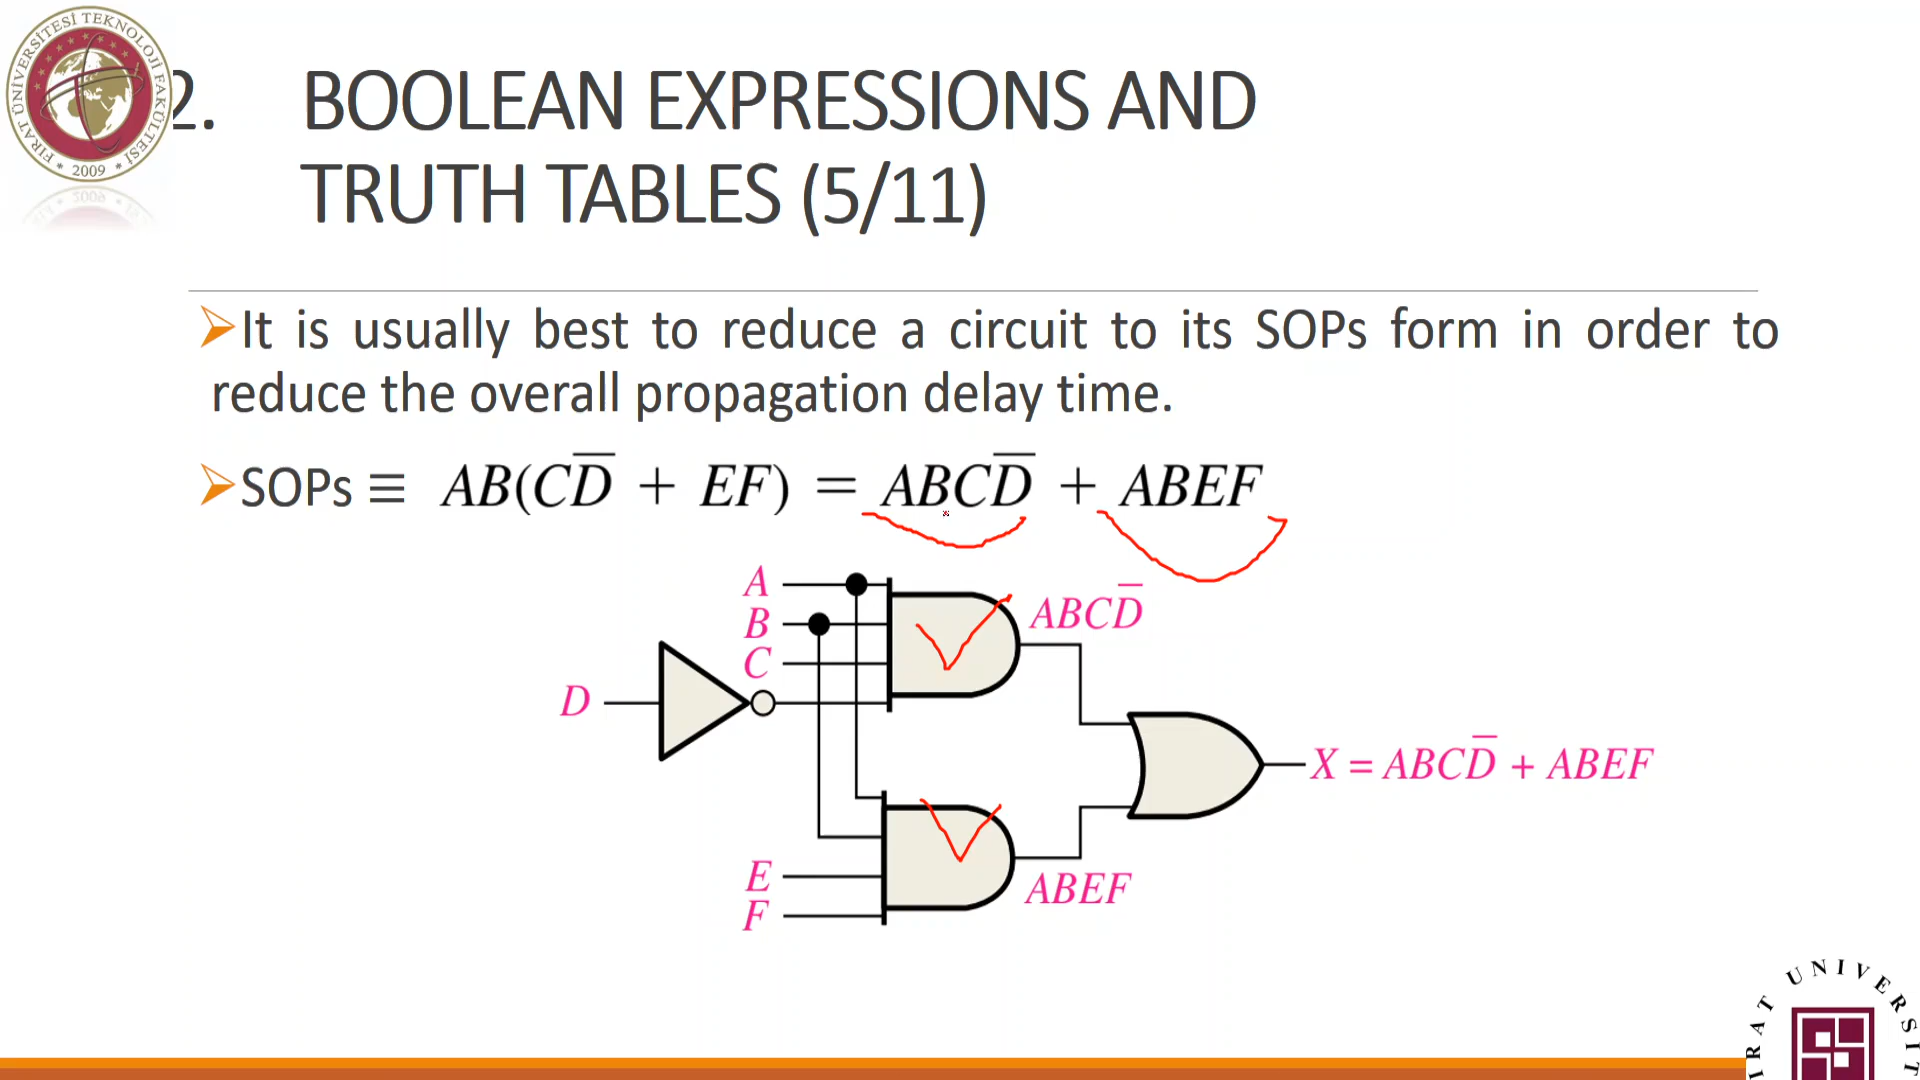 FIRAT ÜNİVERSİTESİ TEKNOLOJİ FAKÜLTESİ
* 2009 *
2. BOOLEAN EXPRESSIONS AND
TRUTH TABLES (5/11)
➢It is usually best to reduce a circuit to its SOPs form in order to
reduce the overall propagation delay time.
➢SOPs ≡ AB(CD̅ + EF) = ABCD̅ + ABEF
A
B
C
D
ABCD̅
X = ABCD̅ + ABEF
E
F
ABEF
IRAT UNIVERSIT